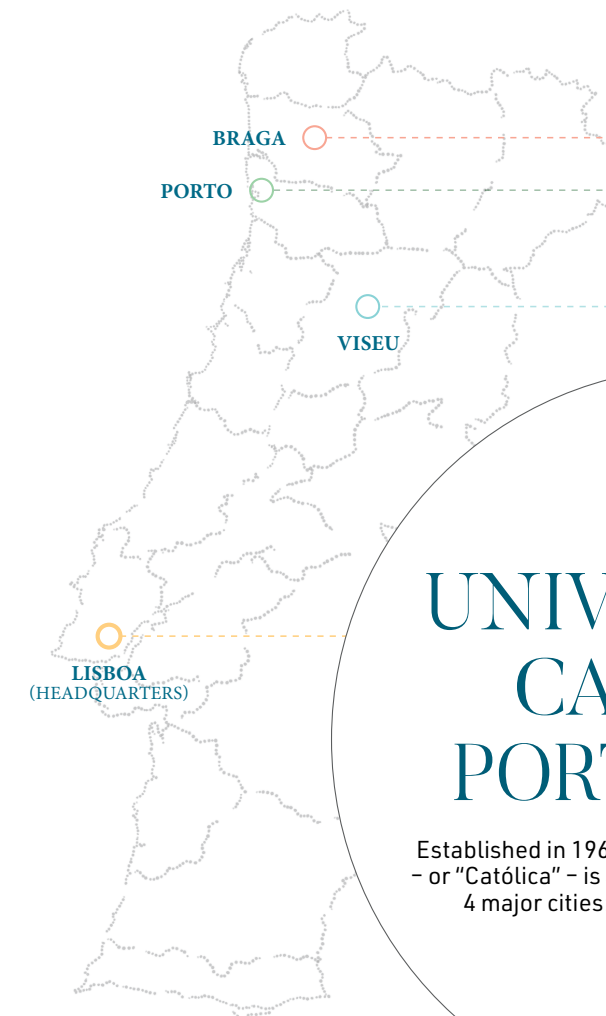 BRAGA
PORTO
VISEU
LISBOA
(HEADQUARTERS)
UNIV
CA
PORT
Established in 196
– or “Católica” – is
4 major cities